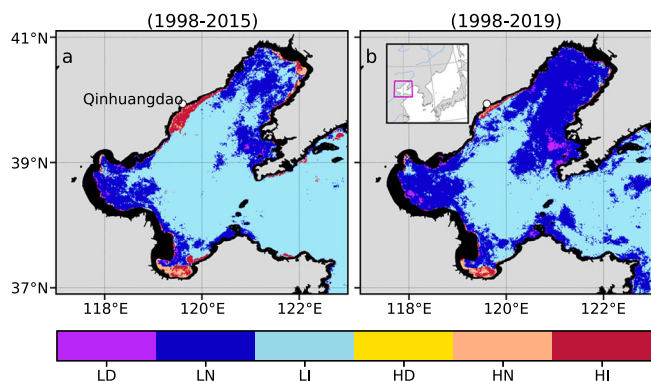 (1998-2015)
(1998-2019)
41°N
39°N
37°N
a
Qinhuangdao
b
118°E
120°E
122°E
118°E
120°E
122°E
LD
LN
LI
HD
HN
HI